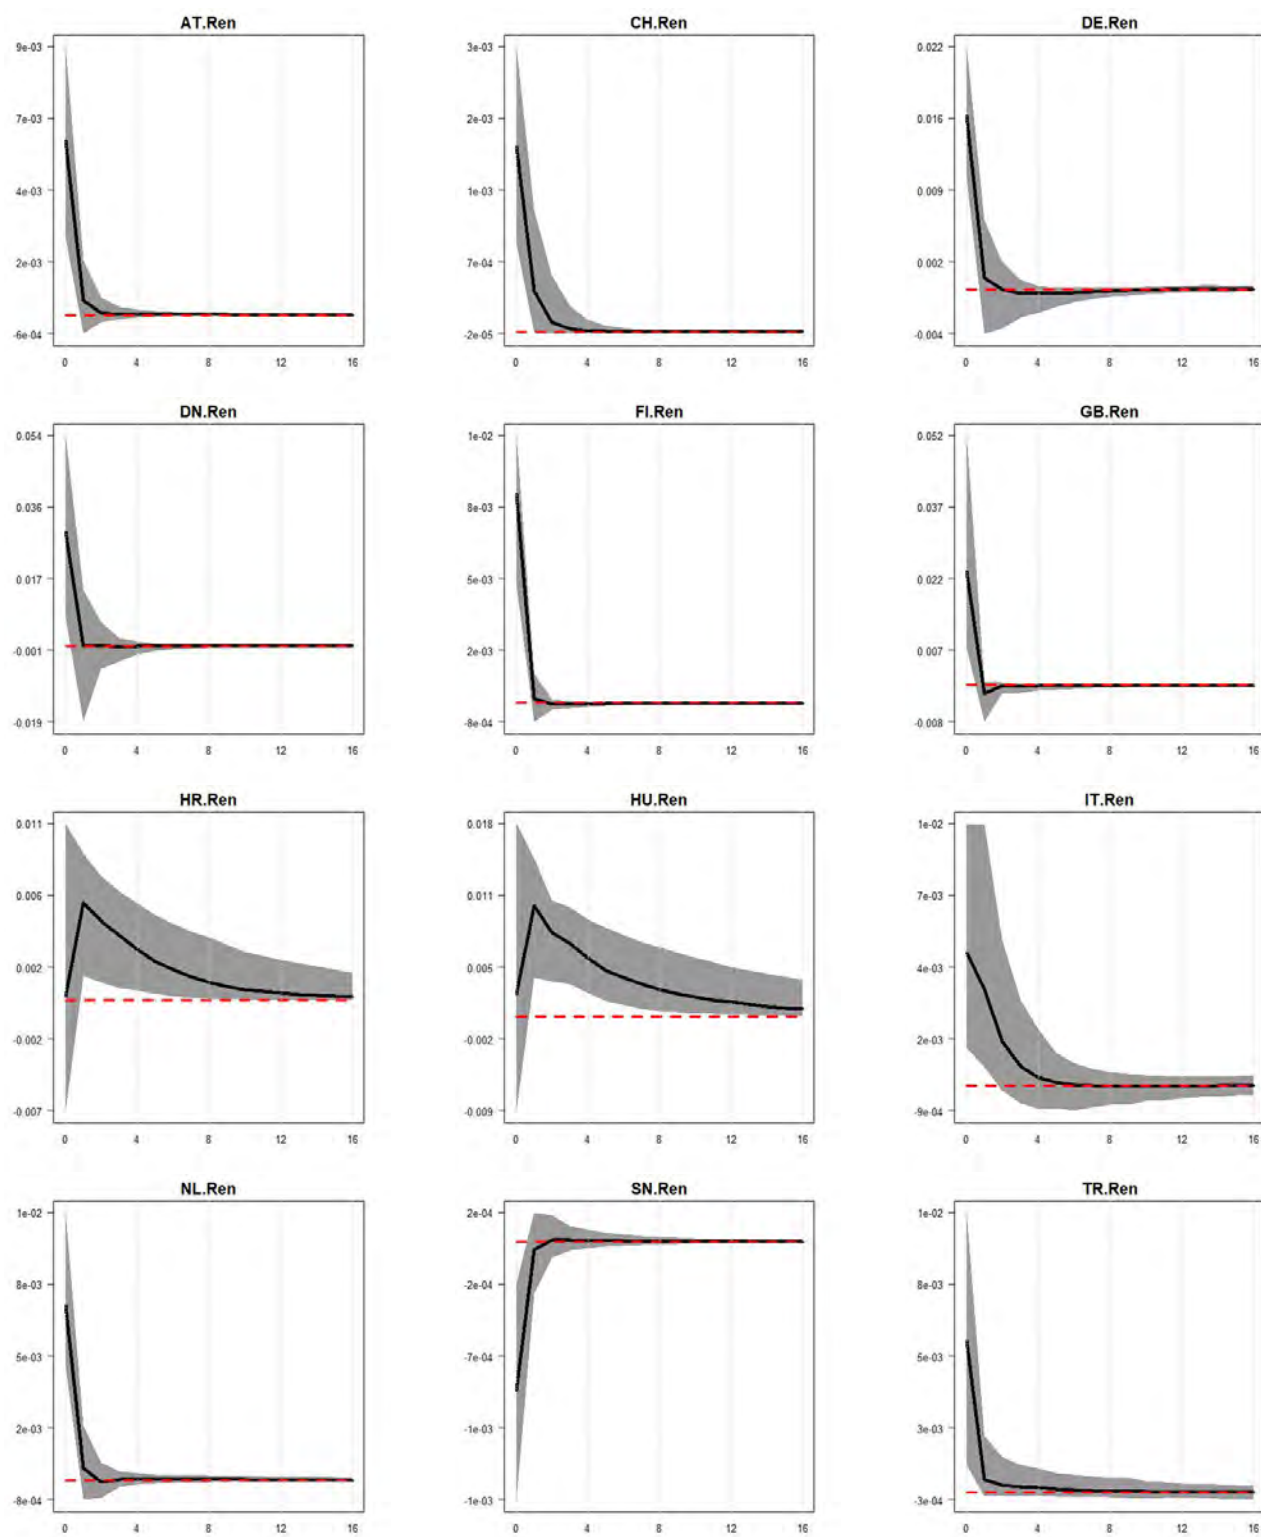 AT.Ren CH.Ren DE.Ren
9e-03 3e-03 0.022
7e-03 2e-03 0.016
4e-03 1e-03 0.009
2e-03 7e-04 0.002
-6e-04 -2e-05 -0.004
0 4 8 12 16 0 4 8 12 16 0 4 8 12 16
DN.Ren FI.Ren GB.Ren
0.054 1e-02 0.052
0.036 8e-03 0.037
0.017 5e-03 0.022
-0.001 2e-03 0.007
-0.019 -8e-04 -0.008
0 4 8 12 16 0 4 8 12 16 0 4 8 12 16
HR.Ren HU.Ren IT.Ren
0.011 0.018 1e-02
0.006 0.011 7e-03
0.002 0.005 4e-03
-0.002 -0.002 2e-03
-0.007 -0.009 -9e-04
0 4 8 12 16 0 4 8 12 16 0 4 8 12 16
NL.Ren SN.Ren TR.Ren
1e-02 2e-04 1e-02
8e-03 -2e-04 8e-03
5e-03 -7e-04 5e-03
2e-03 -1e-03 3e-03
-8e-04 -1e-03 -3e-04
0 4 8 12 16 0 4 8 12 16 0 4 8 12 16